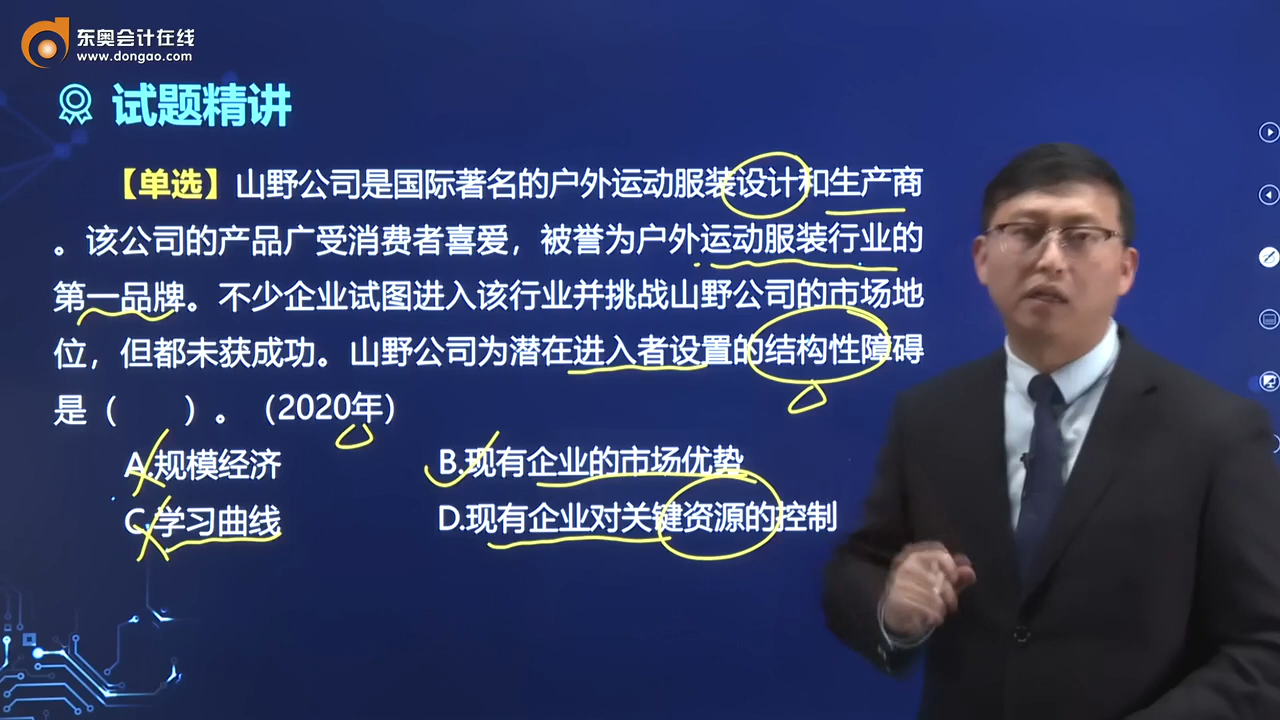 东奥会计在线
www.dongao.com
试题精讲
【单选】山野公司是国际著名的户外运动服装设计和生产商
。该公司的产品广受消费者喜爱，被誉为户外运动服装行业的
第一品牌。不少企业试图进入该行业并挑战山野公司的市场地
位，但都未获成功。山野公司为潜在进入者设置的结构性障碍
是（　　）。（2020年）
A.规模经济
B.现有企业的市场优势
C.学习曲线
D.现有企业对关键资源的控制